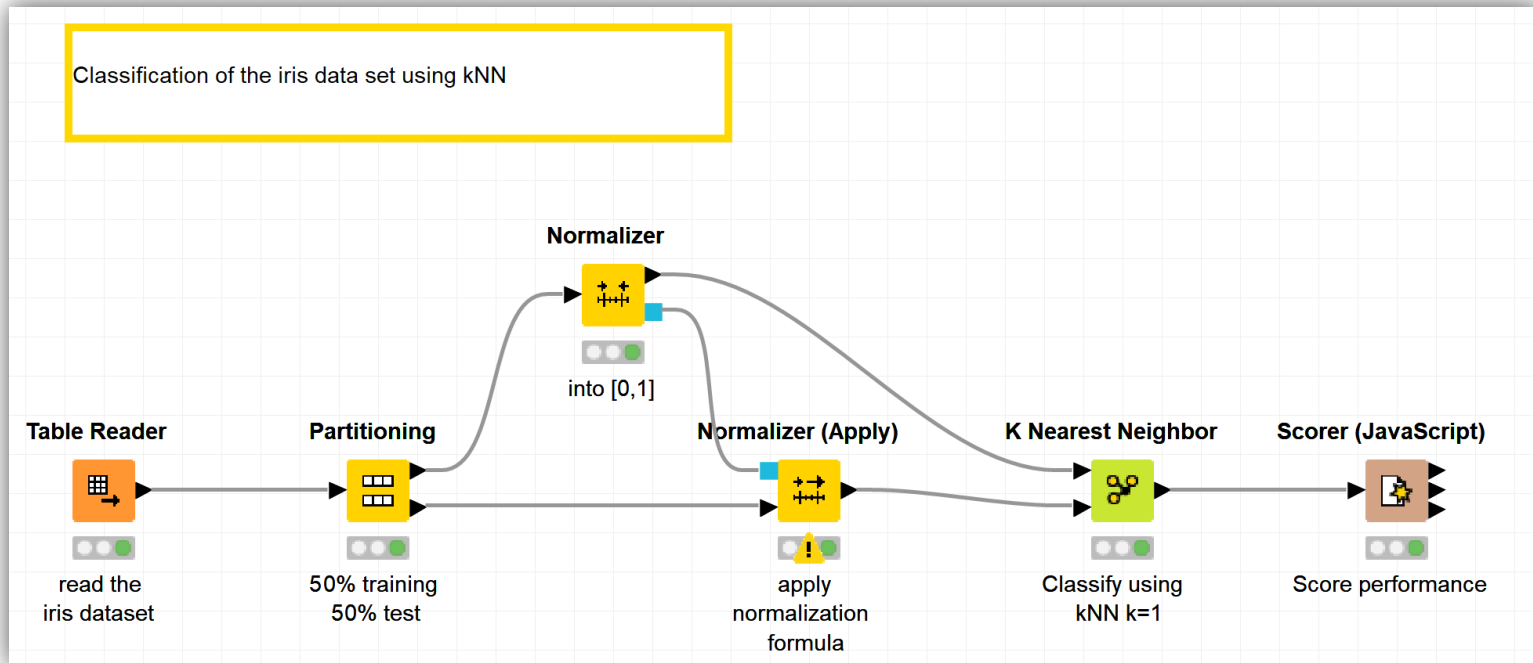 Classification of the iris data set using kNN
Normalizer
into [0,1]
Table Reader
Partitioning
Normalizer (Apply)
K Nearest Neighbor
Scorer (JavaScript)
read the
iris dataset
50% training
50% test
apply
normalization
formula
Classify using
kNN k=1
Score performance